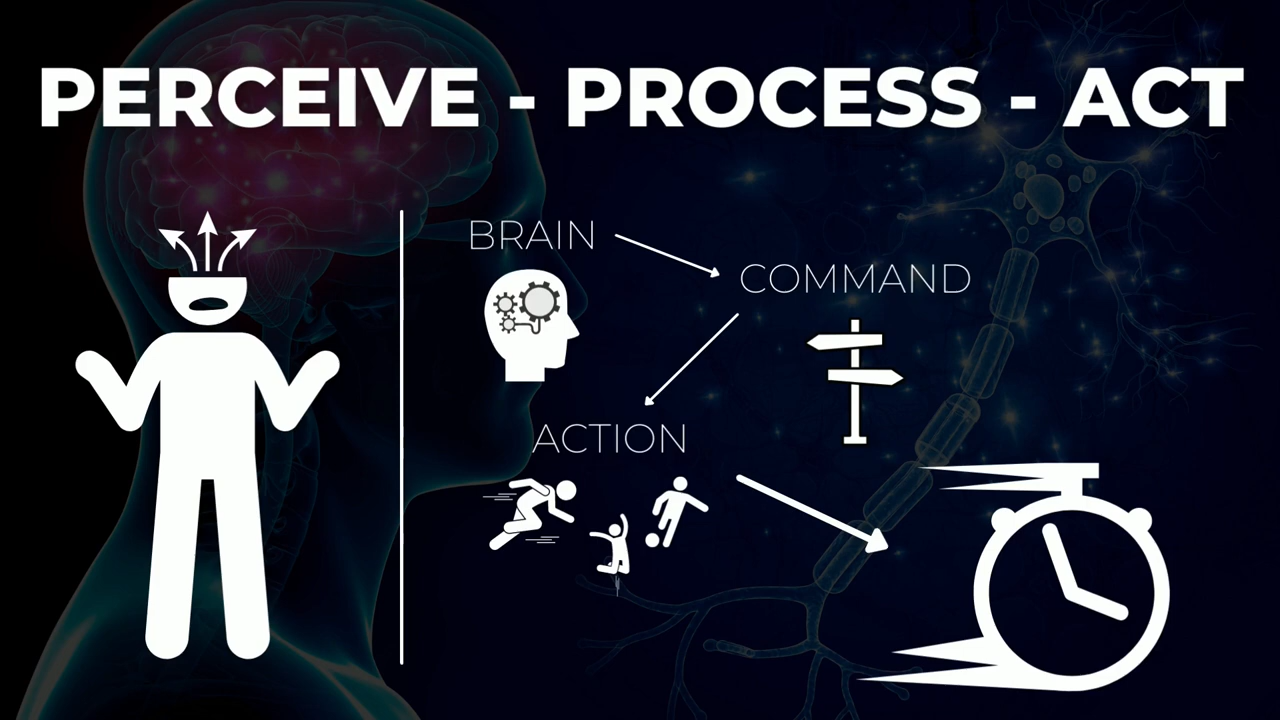 PERCEIVE - PROCESS - ACT
BRAIN
COMMAND
ACTION